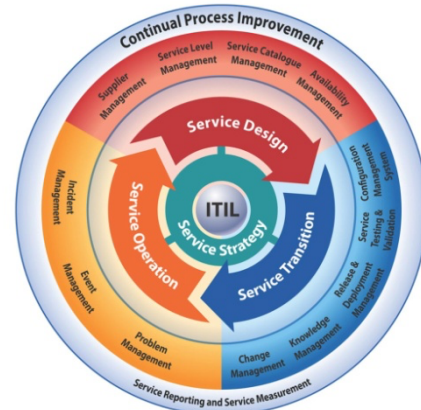 Continual Process Improvement
Supplier
Management
Service Level
Management
Service Catalogue
Management
Availability
Management
Service Design
Configuration
Management
System
Service
Testing &
Validation
Release &
Deployment
Management
Knowledge
Management
Change
Management
Service Transition
Incident
Management
Event
Management
Problem
Management
Service Operation
ITIL
Service Strategy
Service Reporting and Service Measurement